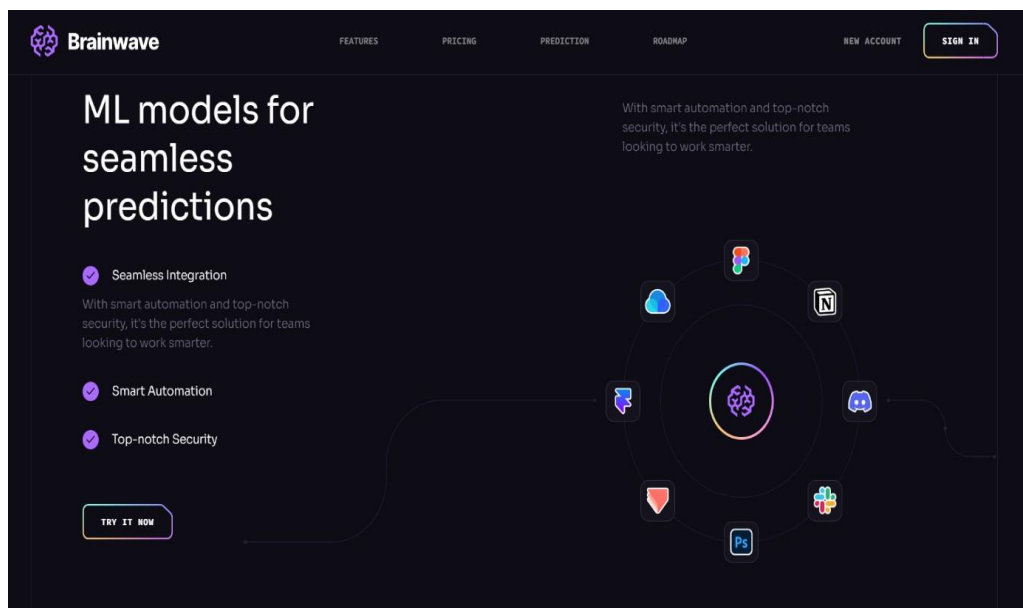 Brainwave
FEATURES
PRICING
PREDICTION
ROADMAP
NEW ACCOUNT
SIGN IN
ML models for
seamless
predictions
With smart automation and top-notch
security, it's the perfect solution for teams
looking to work smarter.
Seamless Integration
With smart automation and top-notch
security, it's the perfect solution for teams
looking to work smarter.
Smart Automation
Top-notch Security
TRY IT NOW
N
Ps